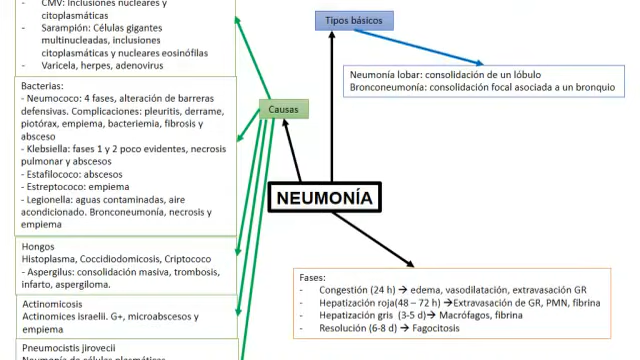 - CMV: Inclusiones nucleares y
citoplasmáticas
- Sarampión: Células gigantes
multinucleadas, inclusiones
citoplasmáticas y nucleares eosinófilas
- Varicela, herpes, adenovirus
Bacterias:
- Neumococo: 4 fases, alteración de barreras
defensivas. Complicaciones: pleuritis, derrame,
piotórax, empiema, bacteriemia, fibrosis y
absceso
- Klebsiella: fases 1 y 2 poco evidentes, necrosis
pulmonar y abscesos
- Estafilococo: abscesos
- Estreptococo: empiema
- Legionella: aguas contaminadas, aire
acondicionado. Bronconeumonía, necrosis y
empiema
Hongos
Histoplasma, Coccidiodomicosis, Criptococo
- Aspergilus: consolidación masiva, trombosis,
infarto, aspergiloma.
Actinomicosis
Actinomices israelii. G+, microabscesos y
empiema
Pneumocistis jirovecii
Neumonía de células plasmáticas
Causas
Tipos básicos
Neumonía lobar: consolidación de un lóbulo
Bronconeumonía: consolidación focal asociada a un bronquio
NEUMONÍA
Fases:
- Congestión (24 h) → edema, vasodilatación, extravasación GR
- Hepatización roja(48 – 72 h) →Extravasación de GR, PMN, fibrina
- Hepatización gris (3-5 d)→ Macrófagos, fibrina
- Resolución (6-8 d) → Fagocitosis